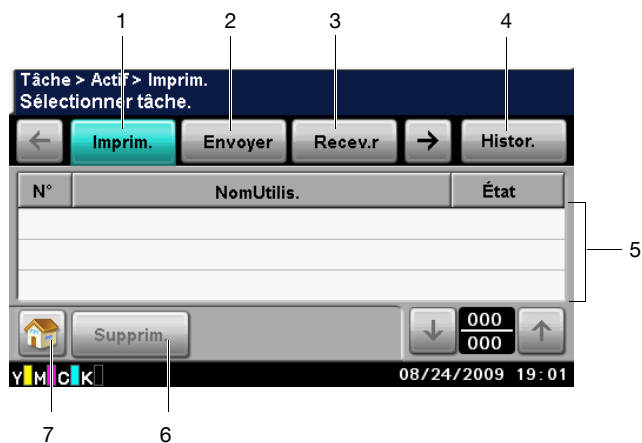 1 2 3 4
Tâche > Actif > Imprim.
Sélectionner tâche.
← Imprim. Envoyer Recev.r → Histor.
N° NomUtilis. État
5
Supprim. ↓ 000 ↑
000
Y M C K 08/24/2009 19:01
7 6